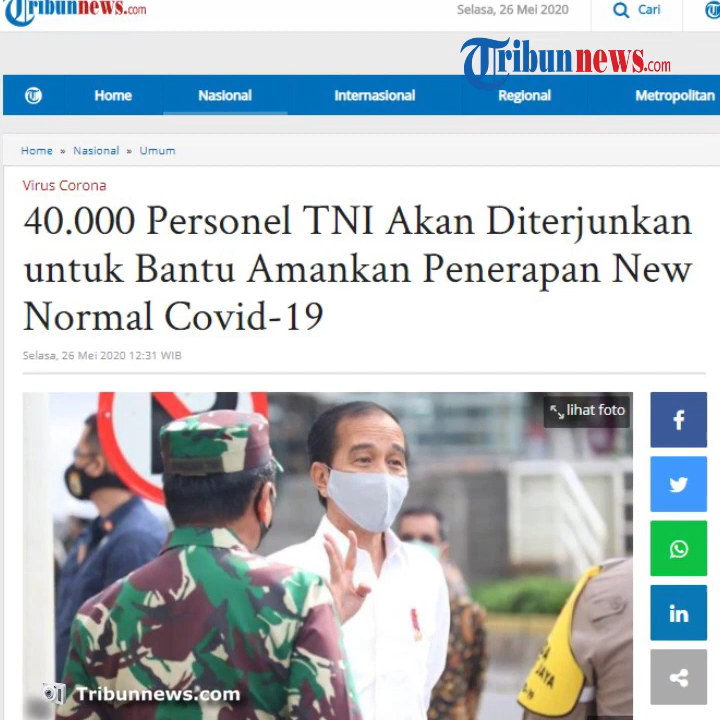 Tribunnews.com
Selasa, 26 Mei 2020
Cari
Tribunnews.com
Home
Nasional
Internasional
Regional
Metropolitan
Home » Nasional » Umum
Virus Corona
40.000 Personel TNI Akan Diterjunkan
untuk Bantu Amankan Penerapan New
Normal Covid-19
Selasa, 26 Mei 2020 12:31 WIB
lihat foto
JAYA
Tribunnews.com